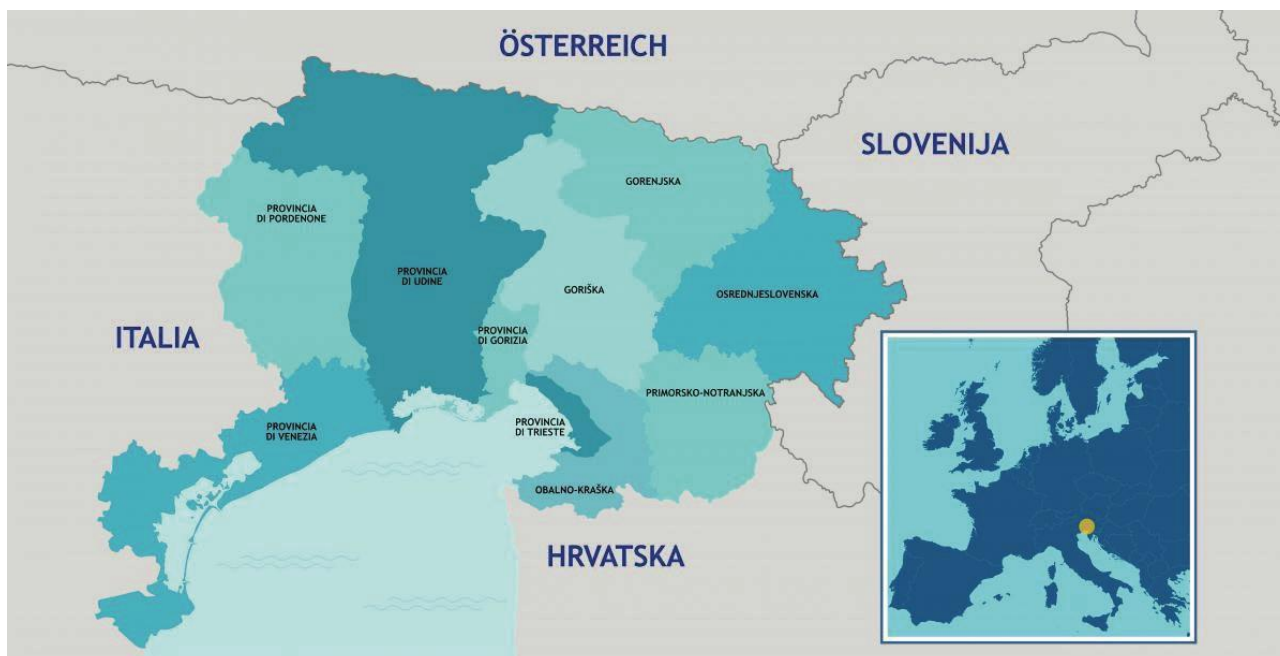 ÖSTERREICH
SLOVENIJA
GORENJSKA
PROVINCIA
DI PORDENONE
PROVINCIA
DI UDINE
GORIŠKA
OSREDNJESLOVENSKA
ITALIA
PROVINCIA
DI GORIZIA
PRIMORSKO-NOTRANJSKA
PROVINCIA
DI VENEZIA
PROVINCIA
DI TRIESTE
OBALNO-KRAŠKA
HRVATSKA